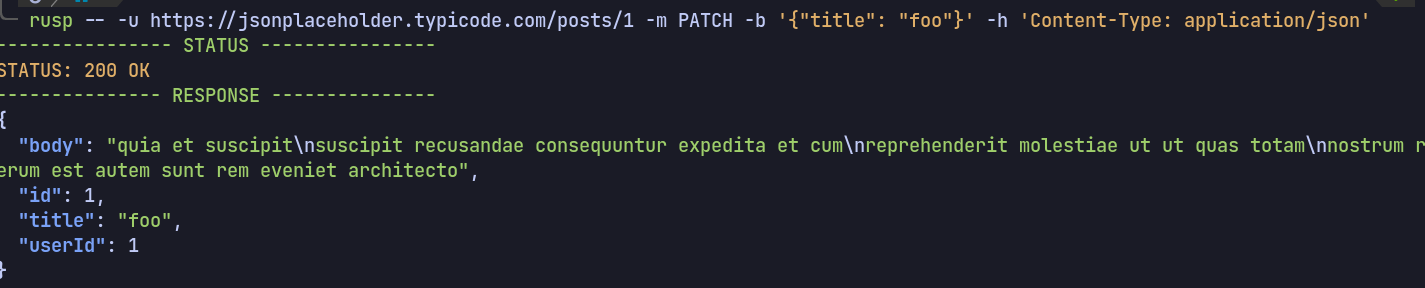 rusp -- -u https://jsonplaceholder.typicode.com/posts/1 -m PATCH -b '{"title": "foo"}' -h 'Content-Type: application/json'
---------------- STATUS ----------------
STATUS: 200 OK
--------------- RESPONSE ---------------
{
  "body": "quia et suscipit\nsuscipit recusandae consequuntur expedita et cum\nreprehenderit molestiae ut ut quas totam\nnostrum r
erum est autem sunt rem eveniet architecto",
  "id": 1,
  "title": "foo",
  "userId": 1
}